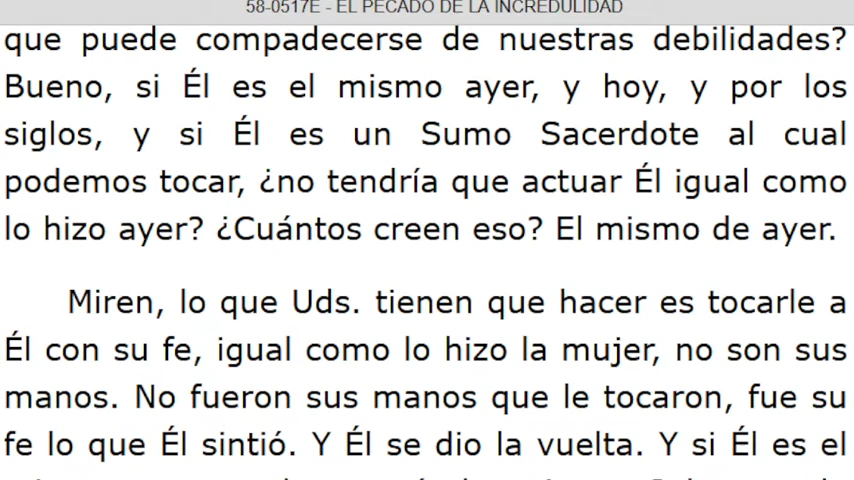 58-0517E - EL PECADO DE LA INCREDULIDAD
que puede compadecerse de nuestras debilidades?
Bueno, si Él es el mismo ayer, y hoy, y por los
siglos, y si Él es un Sumo Sacerdote al cual
podemos tocar, ¿no tendría que actuar Él igual como
lo hizo ayer? ¿Cuántos creen eso? El mismo de ayer.
Miren, lo que Uds. tienen que hacer es tocarle a
Él con su fe, igual como lo hizo la mujer, no son sus
manos. No fueron sus manos que le tocaron, fue su
fe lo que Él sintió. Y Él se dio la vuelta. Y si Él es el